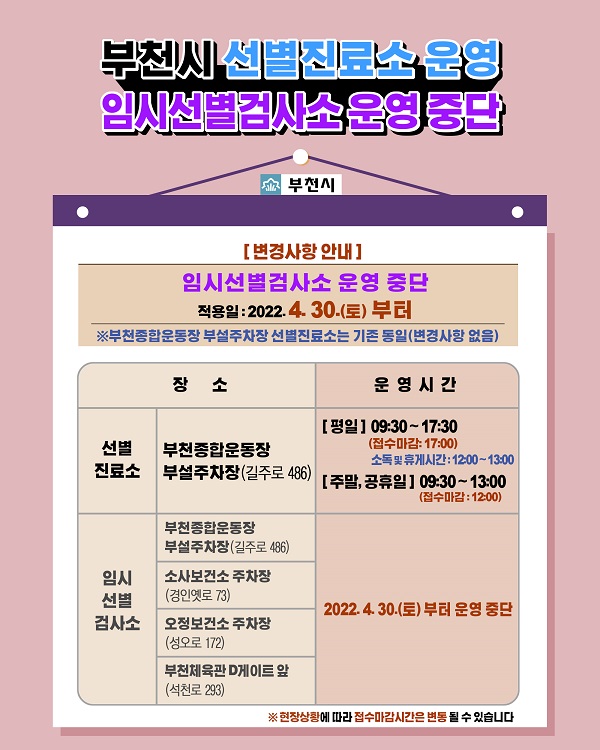 부천시 선별진료소 운영
임시선별검사소 운영 중단
부천시
[ 변경사항 안내 ]
임시선별검사소 운영 중단
적용일 : 2022. 4. 30.(토) 부터
※부천종합운동장 부설주차장 선별진료소는 기존 동일(변경사항 없음)
장 소
운 영 시 간
선별
진료소
부천종합운동장
부설주차장(길주로 486)
[ 평일 ] 09:30 ~ 17:30
(접수마감: 17:00)
소독 및 휴게시간 : 12:00 ~ 13:00
[ 주말, 공휴일 ] 09:30 ~ 13:00
(접수마감 : 12:00)
임시
선별
검사소
부천종합운동장
부설주차장(길주로 486)
소사보건소 주차장
(경인옛로 73)
오정보건소 주차장
(성오로 172)
부천체육관 D게이트 앞
(석천로 293)
2022. 4. 30.(토) 부터 운영 중단
※ 현장상황에 따라 접수마감시간은 변동 될 수 있습니다